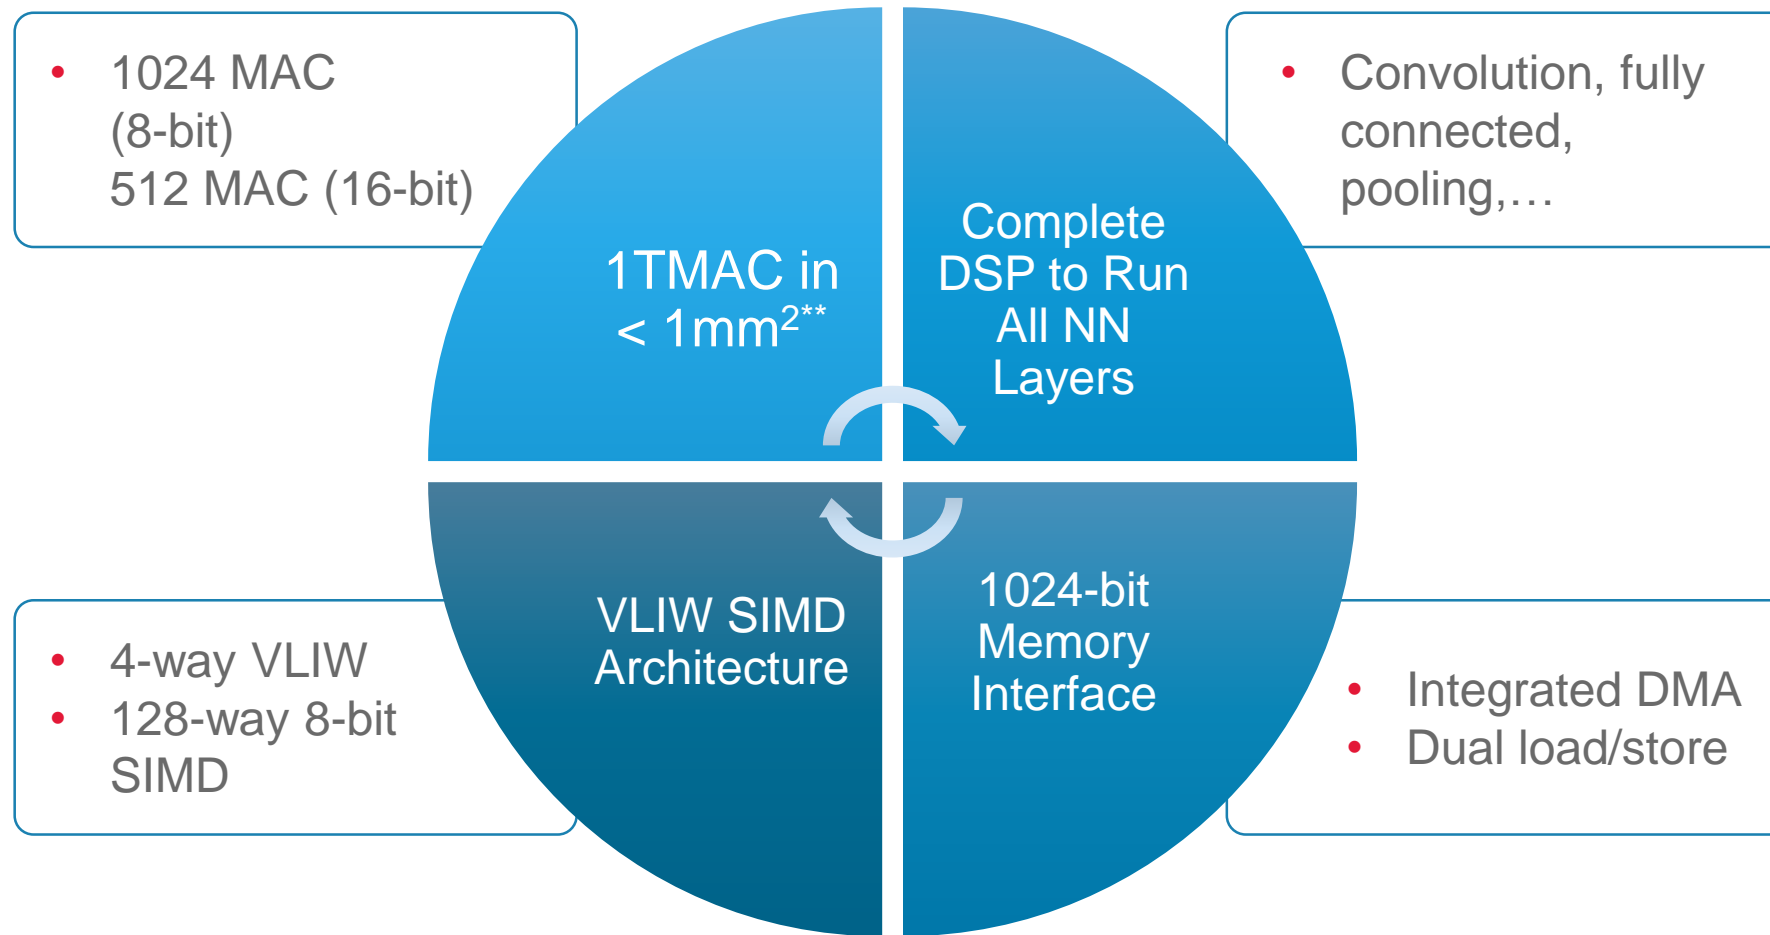 • 1024 MAC
(8-bit)
512 MAC (16-bit)
1TMAC in
< 1mm²**
Complete
DSP to Run
All NN
Layers
• Convolution, fully
connected,
pooling,…
• 4-way VLIW
• 128-way 8-bit
SIMD
VLIW SIMD
Architecture
1024-bit
Memory
Interface
• Integrated DMA
• Dual load/store